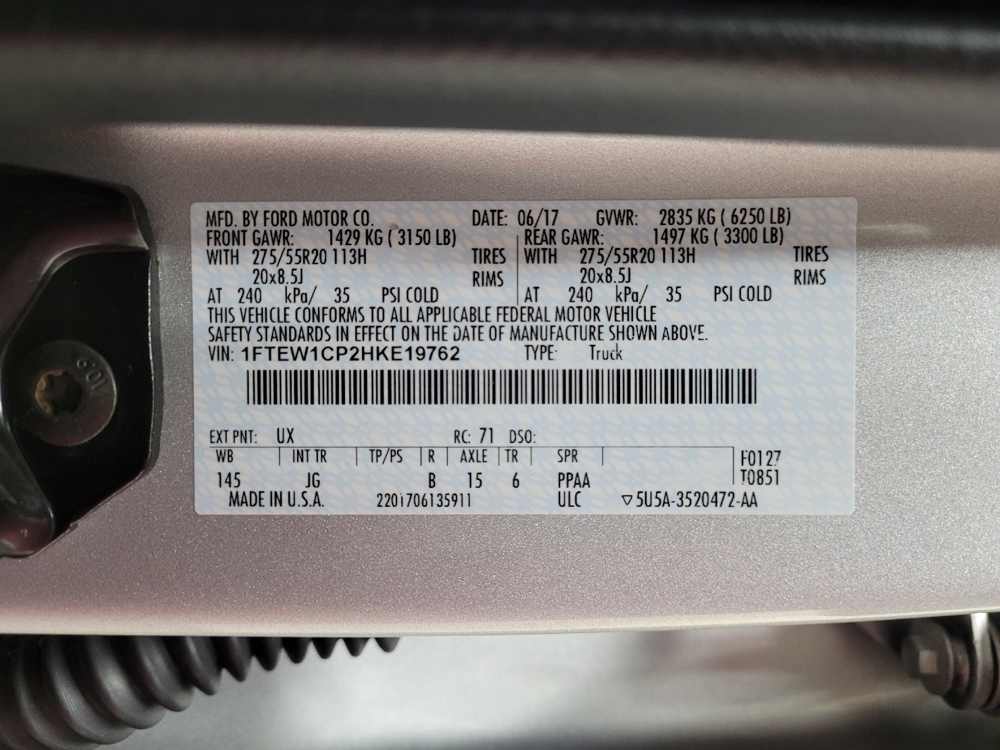 MFD. BY FORD MOTOR CO. DATE: 06/17 GVWR: 2835 KG ( 6250 LB)
FRONT GAWR: 1429 KG ( 3150 LB) REAR GAWR: 1497 KG ( 3300 LB)
WITH 275/55R20 113H TIRES WITH 275/55R20 113H TIRES
20x8.5J RIMS 20x8.5J RIMS
AT 240 kPa/ 35 PSI COLD AT 240 kPa/ 35 PSI COLD
THIS VEHICLE CONFORMS TO ALL APPLICABLE FEDERAL MOTOR VEHICLE
SAFETY STANDARDS IN EFFECT ON THE DATE OF MANUFACTURE SHOWN ABOVE.
VIN: 1FTEW1CP2HKE19762 TYPE: Truck
EXT PNT: UX RC: 71 DSO:
WB INT TR TP/PS R AXLE TR SPR F0127
145 JG B 15 6 PPAA T0851
MADE IN U.S.A. 2201706135911 ULC ▽5U5A-3520472-AA
10.9